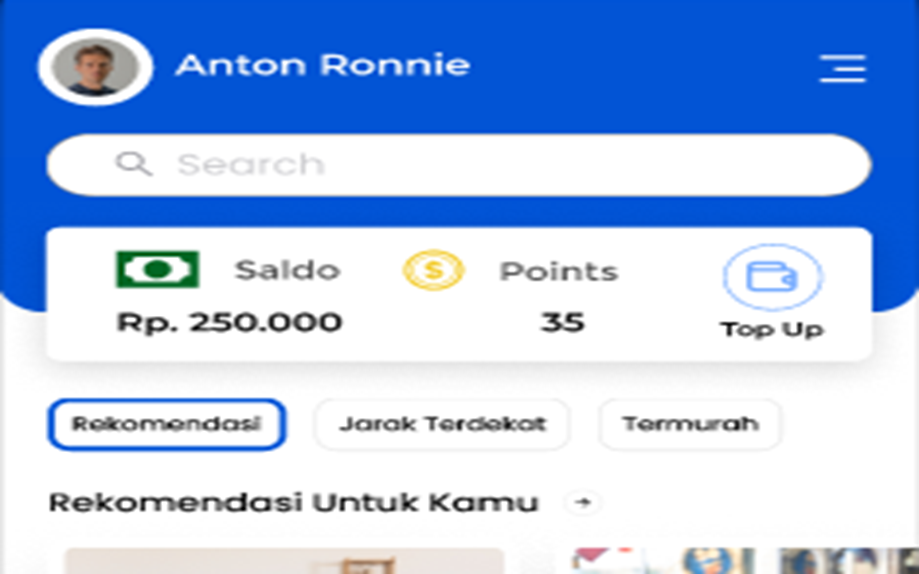 Anton Ronnie
Search
Saldo Points
Rp. 250.000 35 Top Up
Rekomendasi Jarak Terdekat Termurah
Rekomendasi Untuk Kamu